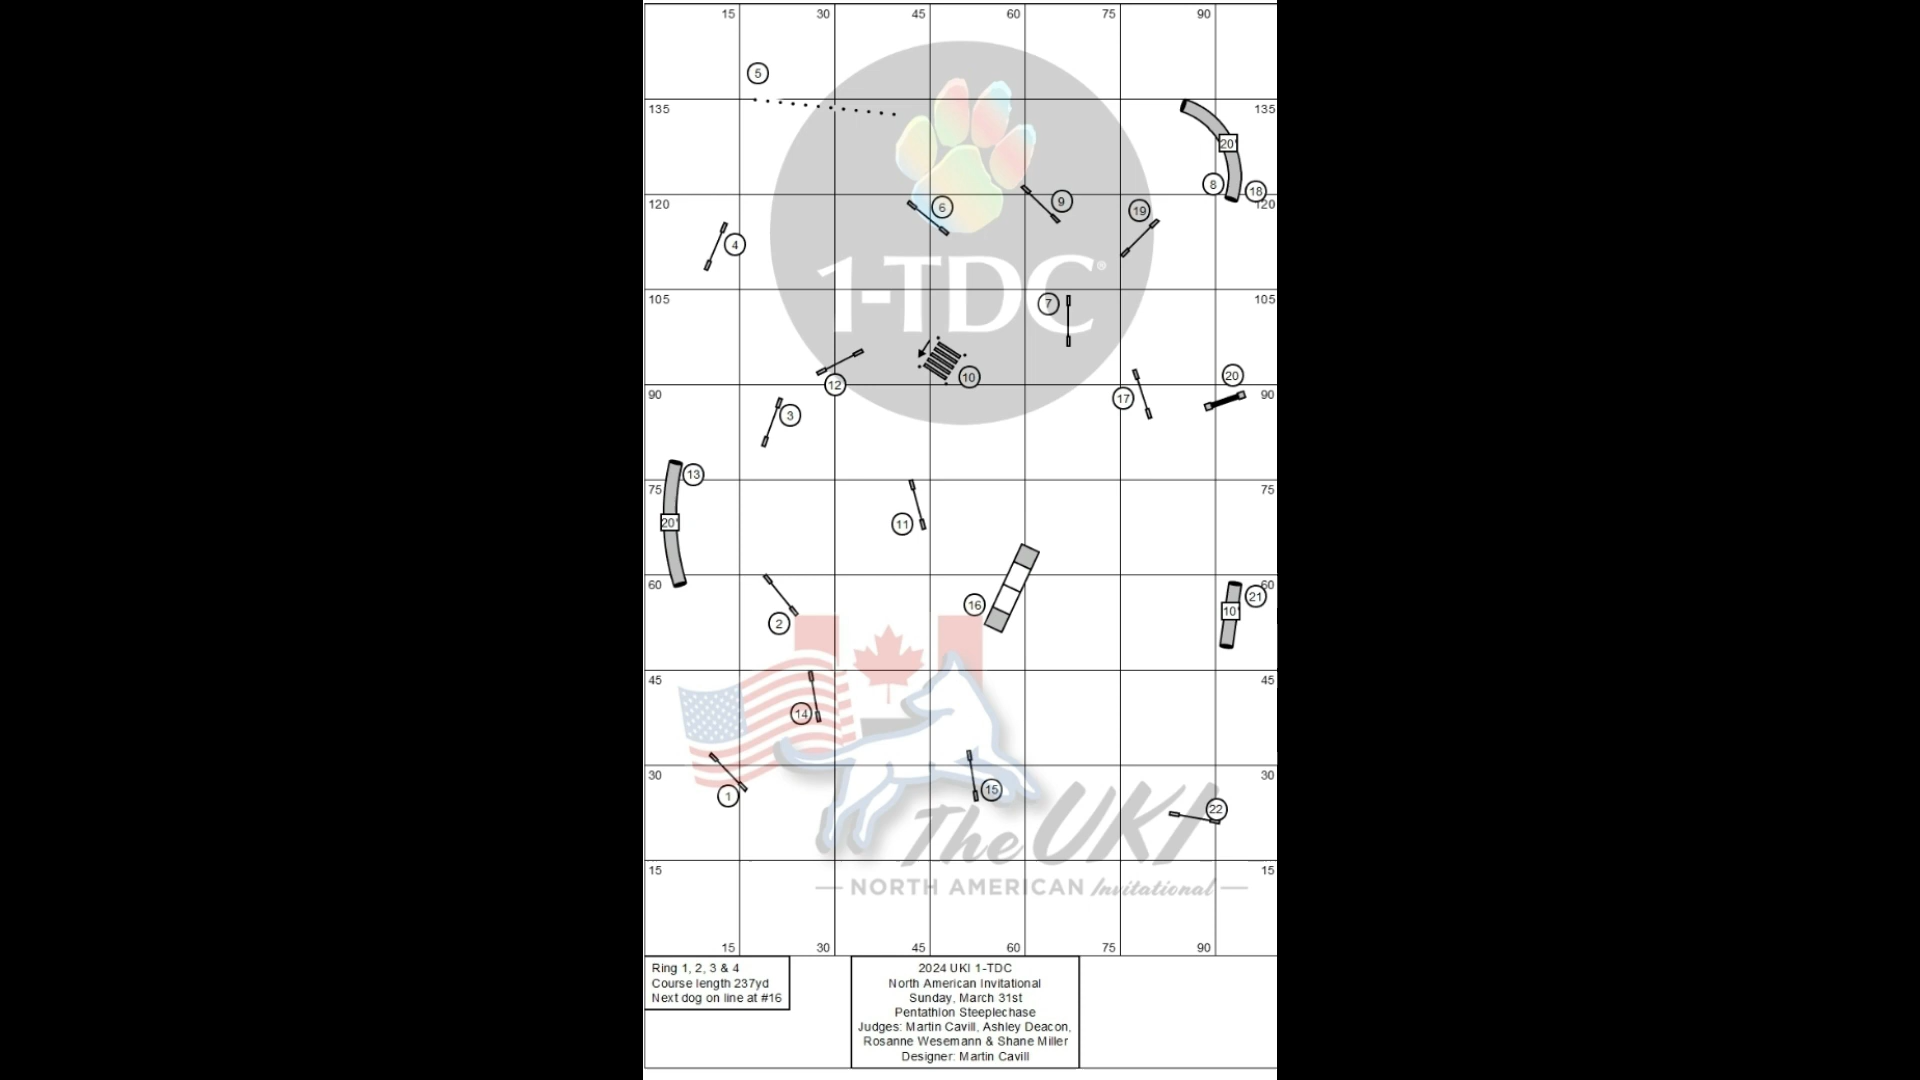 15 30 45 60 75 90
5
135 135
20'
8 18
120 120
6 9 19
4
1-TDC®
105 7 105
12 10 20
90 17 90
3
13
75 75
20'
11
60 60
16 21
10'
2
45 45
14
30 30
15
1
22
The UKI
15 15
NORTH AMERICAN Invitational
15 30 45 60 75 90
Ring 1, 2, 3 & 4
Course length 237yd
Next dog on line at #16
2024 UKI 1-TDC
North American Invitational
Sunday, March 31st
Pentathlon Steeplechase
Judges: Martin Cavill, Ashley Deacon,
Rosanne Wesemann & Shane Miller
Designer: Martin Cavill